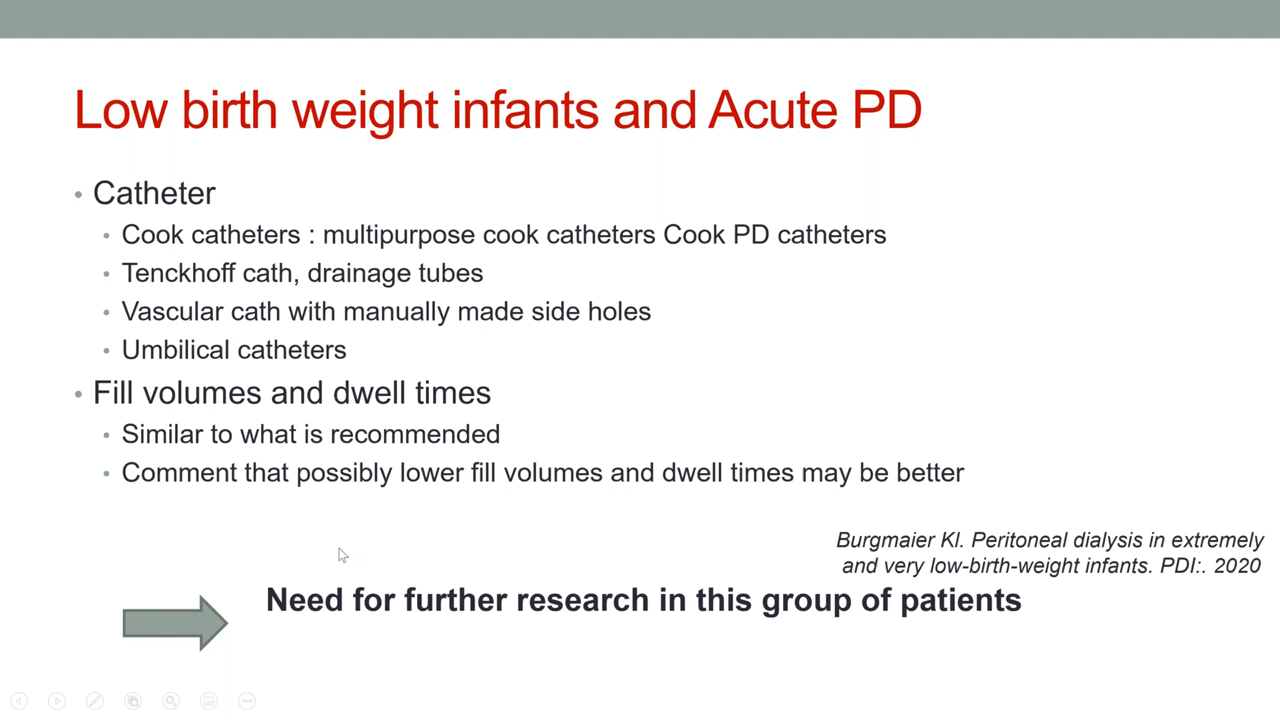 Low birth weight infants and Acute PD
• Catheter
• Cook catheters : multipurpose cook catheters Cook PD catheters
• Tenckhoff cath, drainage tubes
• Vascular cath with manually made side holes
• Umbilical catheters
• Fill volumes and dwell times
• Similar to what is recommended
• Comment that possibly lower fill volumes and dwell times may be better
Burgmaier Kl. Peritoneal dialysis in extremely
and very low-birth-weight infants. PDI:. 2020
Need for further research in this group of patients